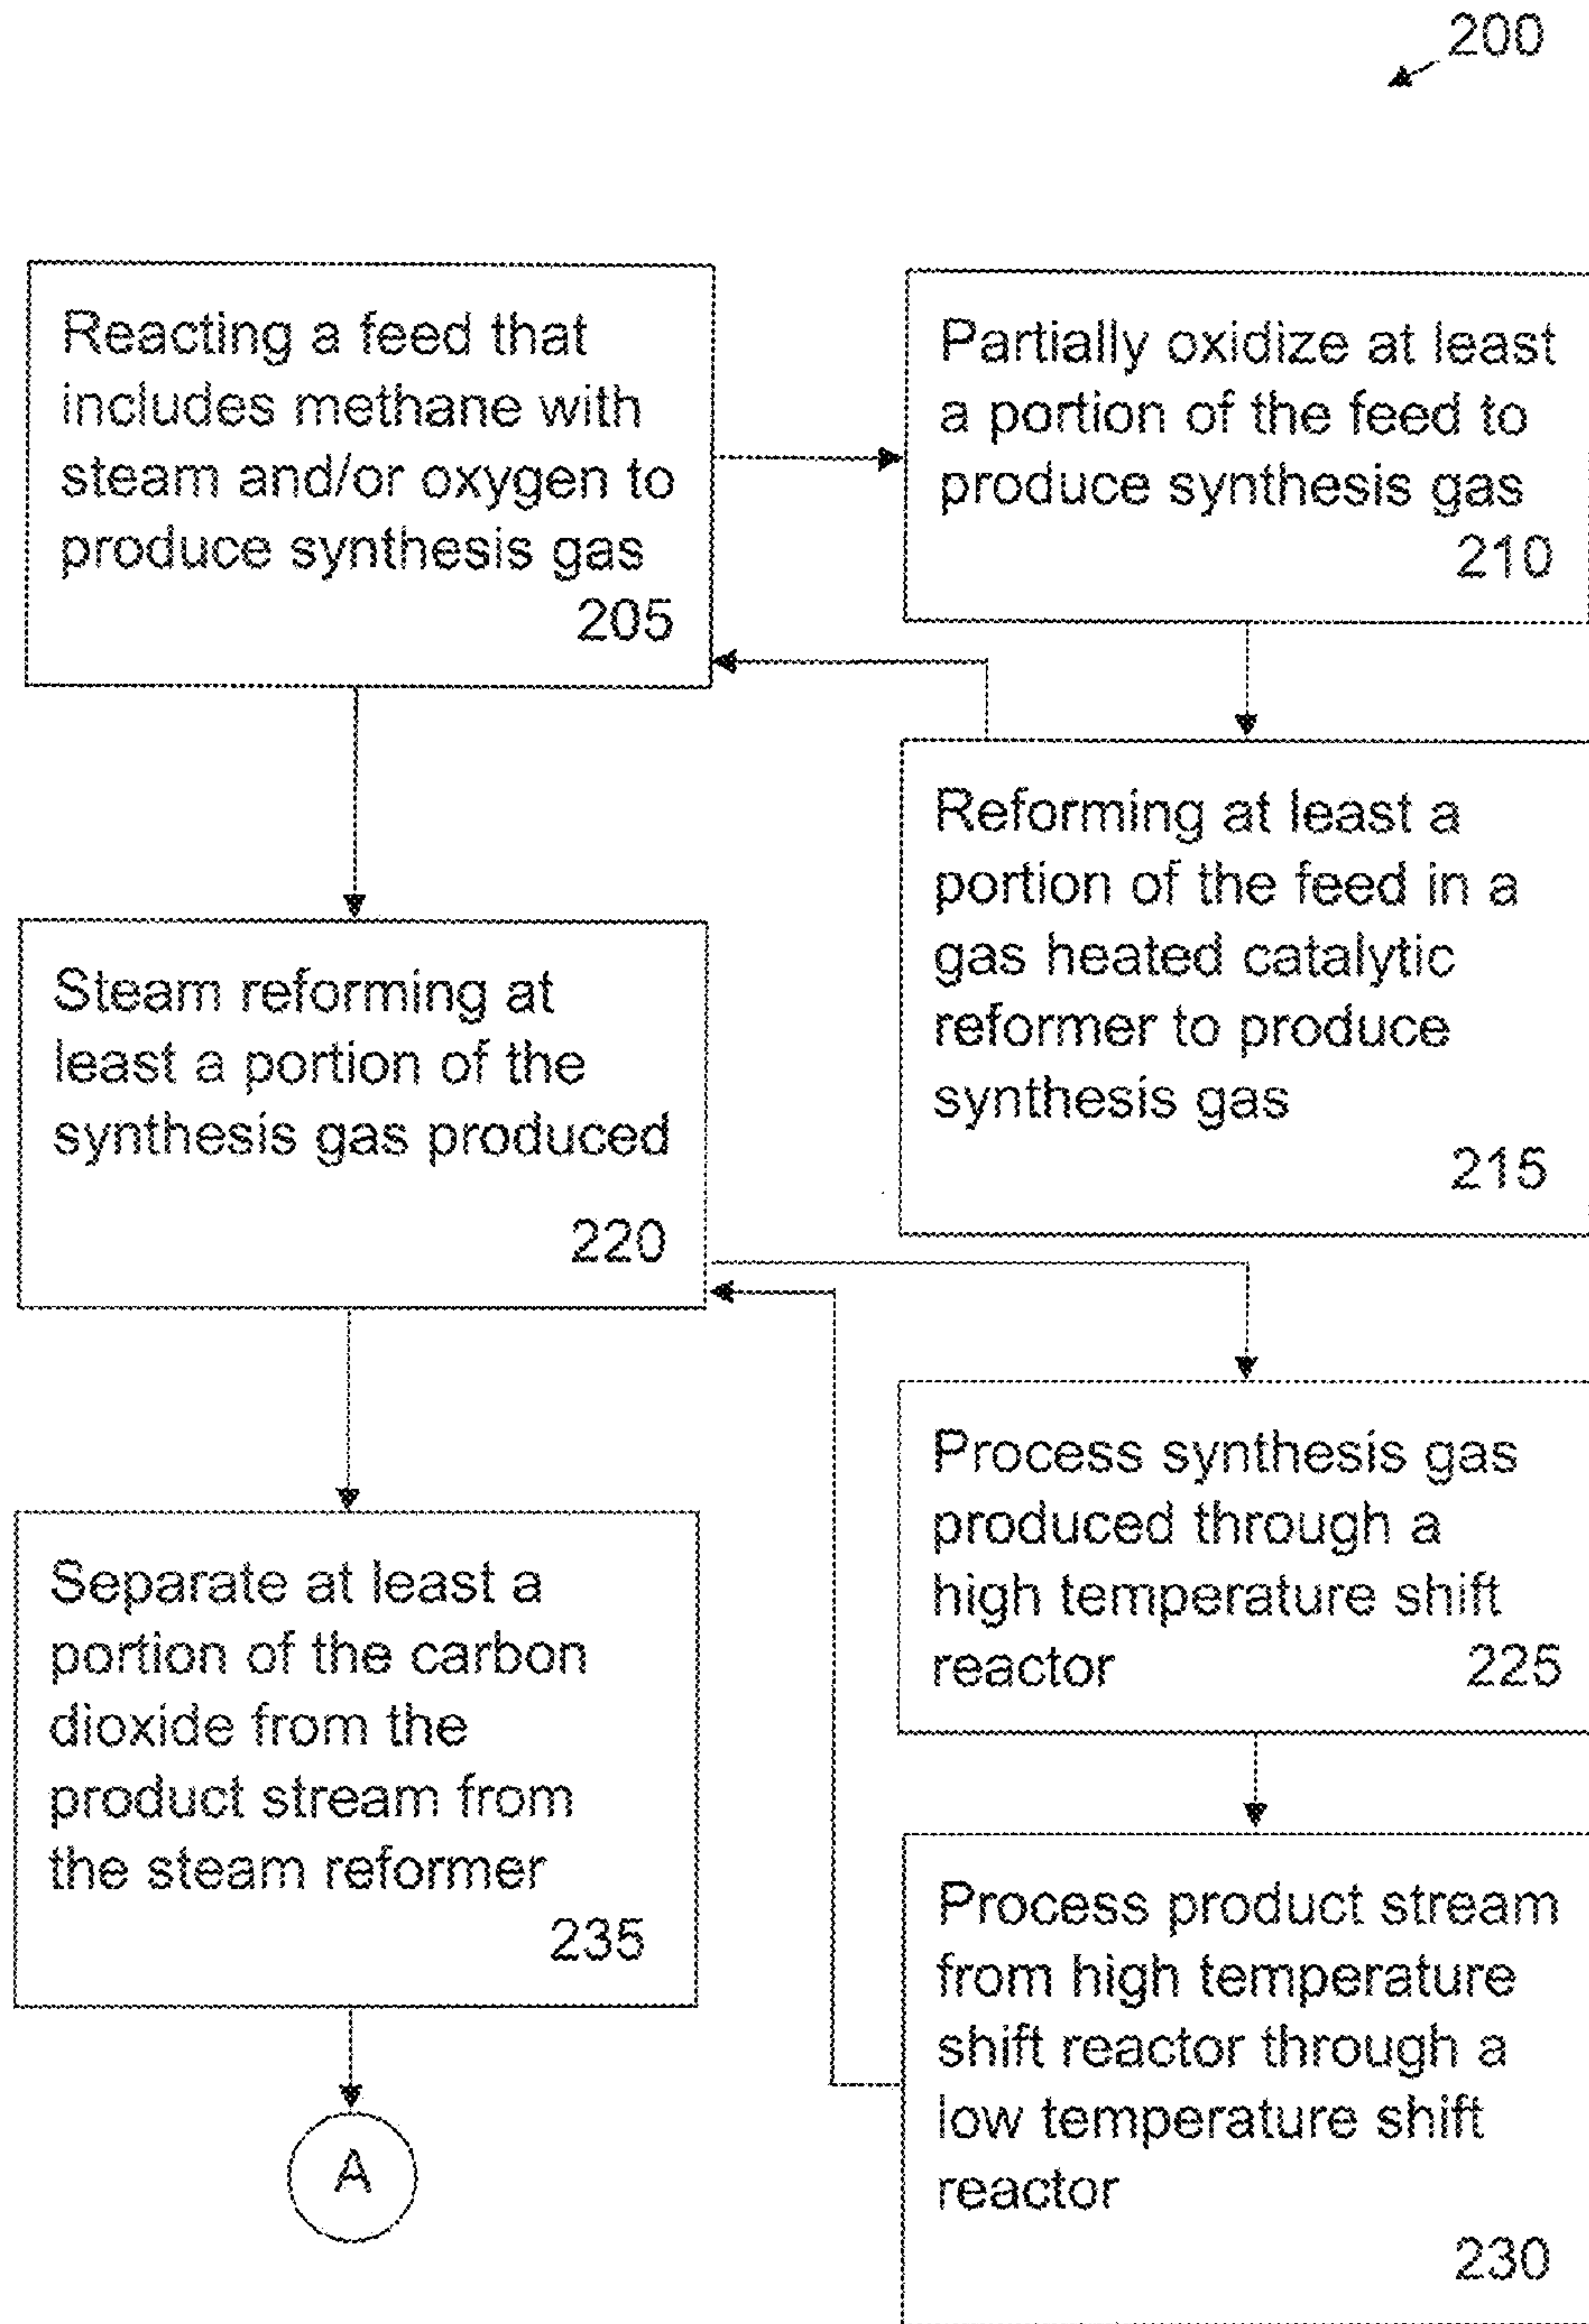 200
Reacting a feed that
includes methane with
steam and/or oxygen to
produce synthesis gas
205
Partially oxidize at least
a portion of the feed to
produce synthesis gas
210
Reforming at least a
portion of the feed in a
gas heated catalytic
reformer to produce
synthesis gas
215
Steam reforming at
least a portion of the
synthesis gas produced
220
Process synthesis gas
produced through a
high temperature shift
reactor 225
Process product stream
from high temperature
shift reactor through a
low temperature shift
reactor
230
Separate at least a
portion of the carbon
dioxide from the
product stream from
the steam reformer
235
A